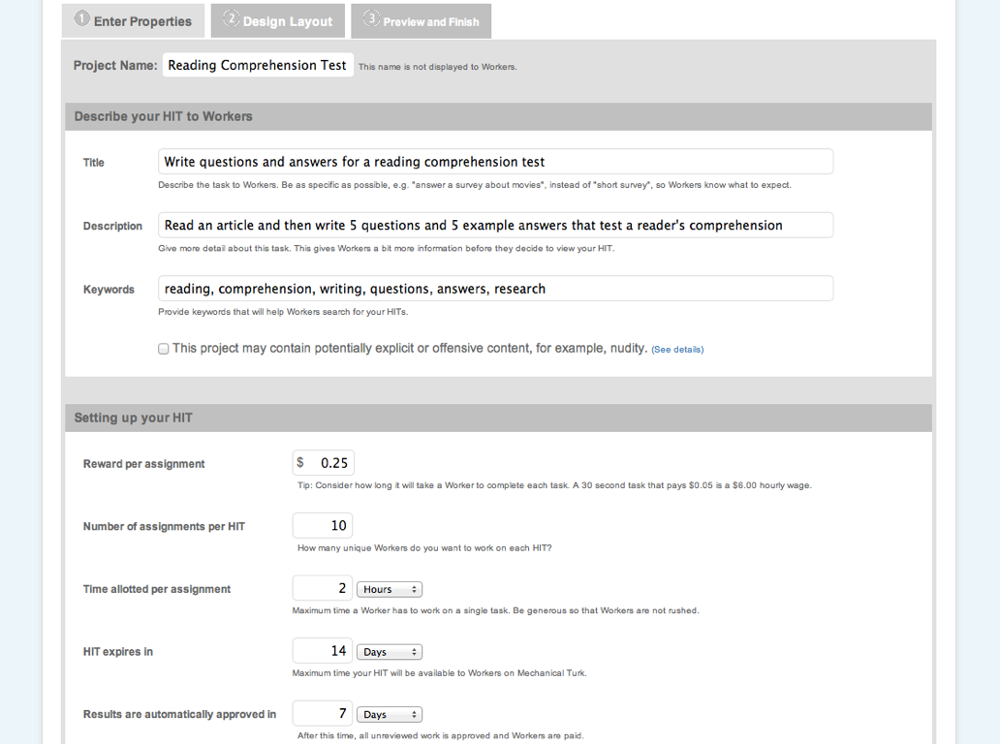 1 Enter Properties 2 Design Layout 3 Preview and Finish
Project Name: Reading Comprehension Test This name is not displayed to Workers.
Describe your HIT to Workers
Title Write questions and answers for a reading comprehension test
Describe the task to Workers. Be as specific as possible, e.g. "answer a survey about movies", instead of "short survey", so Workers know what to expect.
Description Read an article and then write 5 questions and 5 example answers that test a reader's comprehension
Give more detail about this task. This gives Workers a bit more information before they decide to view your HIT.
Keywords reading, comprehension, writing, questions, answers, research
Provide keywords that will help Workers search for your HITs.
This project may contain potentially explicit or offensive content, for example, nudity. (See details)
Setting up your HIT
Reward per assignment $ 0.25
Tip: Consider how long it will take a Worker to complete each task. A 30 second task that pays $0.05 is a $6.00 hourly wage.
Number of assignments per HIT 10
How many unique Workers do you want to work on each HIT?
Time allotted per assignment 2 Hours
Maximum time a Worker has to work on a single task. Be generous so that Workers are not rushed.
HIT expires in 14 Days
Maximum time your HIT will be available to Workers on Mechanical Turk.
Results are automatically approved in 7 Days
After this time, all unreviewed work is approved and Workers are paid.